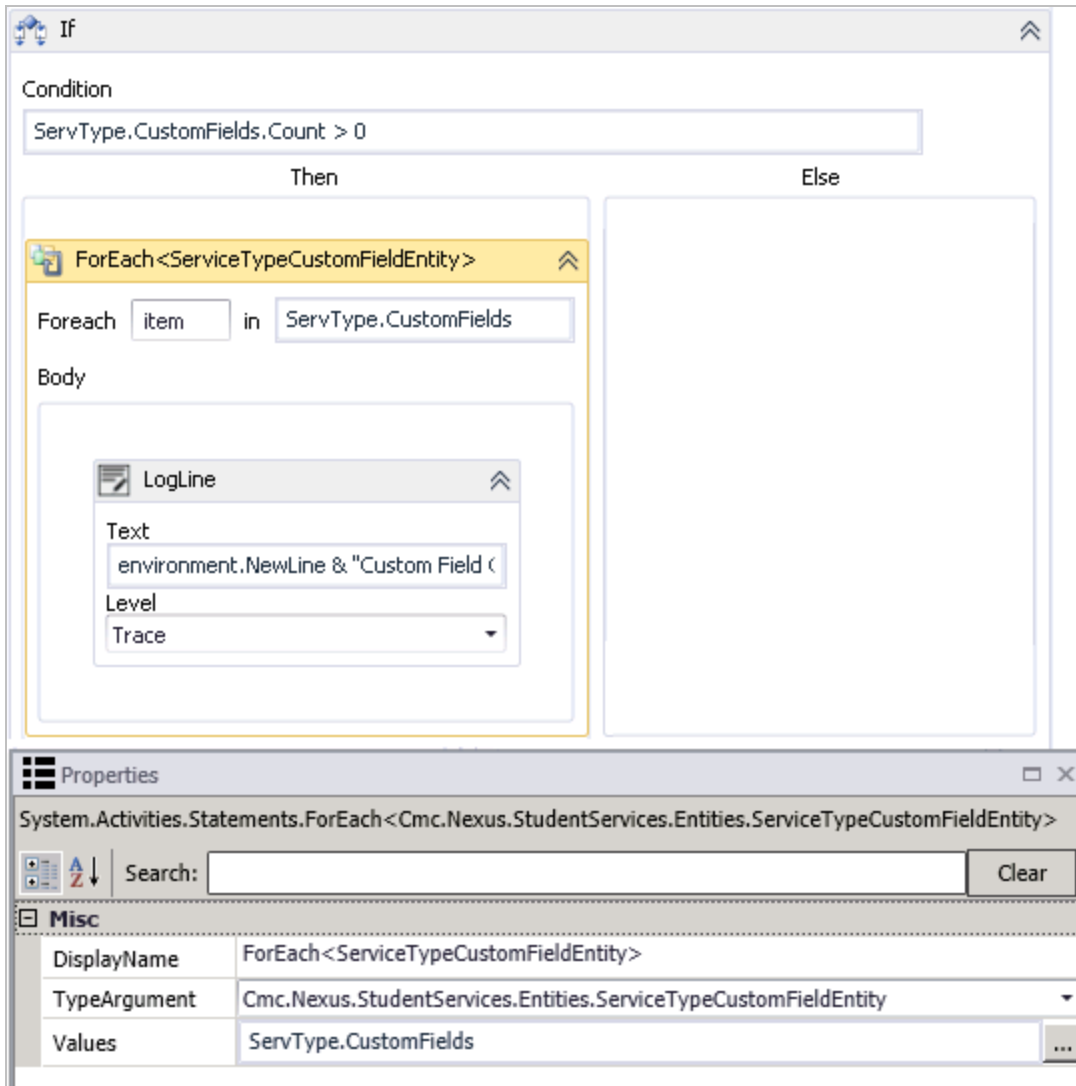 If
Condition
ServType.CustomFields.Count > 0
Then
Else
ForEach<ServiceTypeCustomFieldEntity>
Foreach item in ServType.CustomFields
Body
LogLine
Text
environment.NewLine & "Custom Field
Level
Trace
Properties
System.Activities.Statements.ForEach<Cmc.Nexus.StudentServices.Entities.ServiceTypeCustomFieldEntity>
Search:
Clear
Misc
DisplayName ForEach<ServiceTypeCustomFieldEntity>
TypeArgument Cmc.Nexus.StudentServices.Entities.ServiceTypeCustomFieldEntity
Values ServType.CustomFields ...